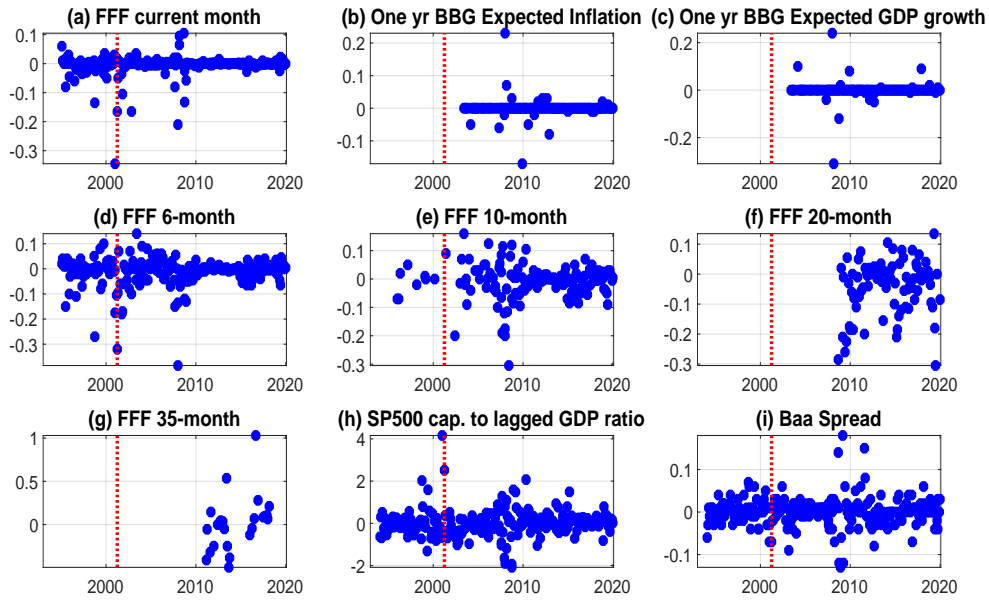 (a) FFF current month
(b) One yr BBG Expected Inflation
(c) One yr BBG Expected GDP growth
0.1
0
-0.1
-0.2
-0.3
2000 2010 2020
0.2
0.1
0
-0.1
2000 2010 2020
0.2
0
-0.2
2000 2010 2020
(d) FFF 6-month
(e) FFF 10-month
(f) FFF 20-month
0.1
0
-0.1
-0.2
-0.3
2000 2010 2020
0.1
0
-0.1
-0.2
-0.3
2000 2010 2020
0.1
0
-0.1
-0.2
-0.3
2000 2010 2020
(g) FFF 35-month
(h) SP500 cap. to lagged GDP ratio
(i) Baa Spread
1
0
2000 2010 2020
4
2
0
-2
2000 2010 2020
0.1
0
-0.1
2000 2010 2020